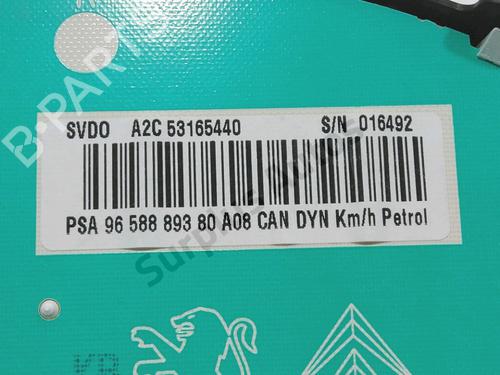 B-PARTS
SVDO A2C 53165440 S/N 016492
PSA 96 588 893 80 A08 CAN DYN Km/h Petrol